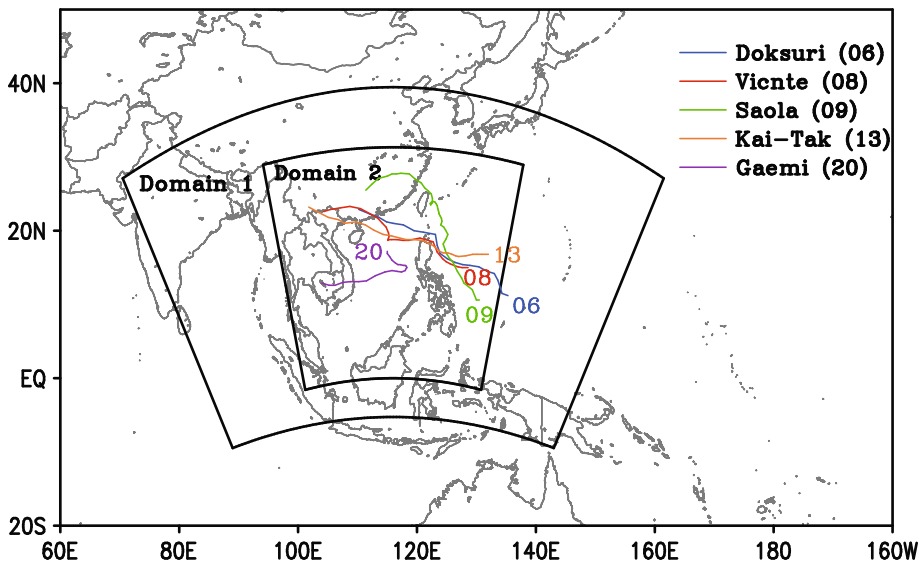 40N
20N
EQ
20S
60E 80E 100E 120E 140E 160E 180 160W
Doksuri (06)
Vicnte (08)
Saola (09)
Kai-Tak (13)
Gaemi (20)
Domain 1
Domain 2
20
13
08
06
09